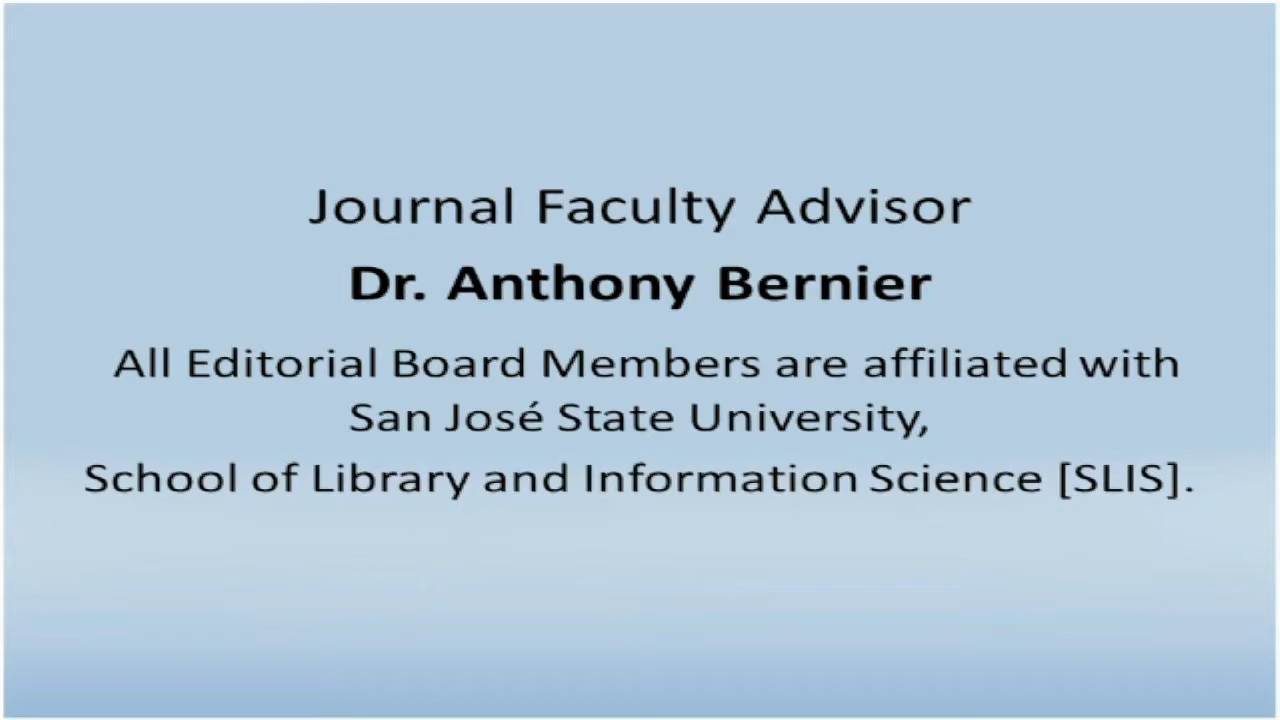 Journal Faculty Advisor
Dr. Anthony Bernier
All Editorial Board Members are affiliated with
San José State University,
School of Library and Information Science [SLIS].